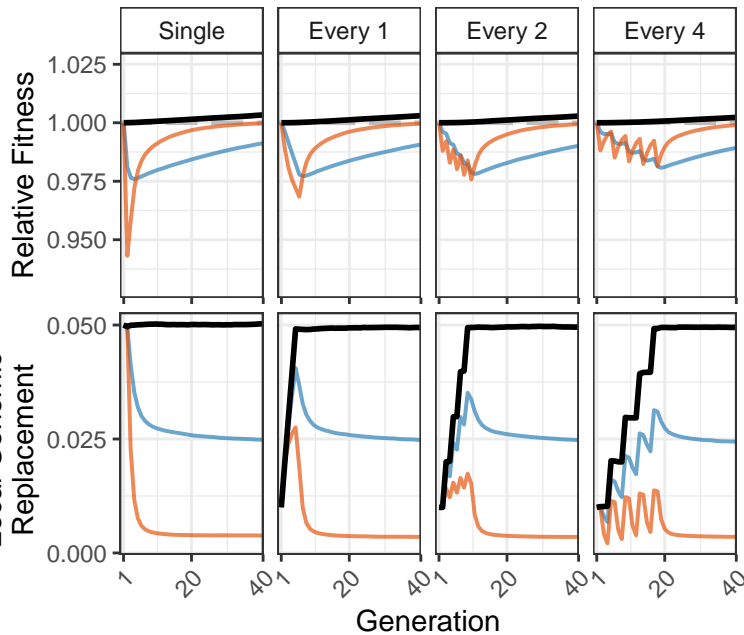 Single Every 1 Every 2 Every 4
Relative Fitness
1.025
1.000
0.975
0.950
Replacement
0.050
0.025
0.000
1 20 40 1 20 40 1 20 40 1 20 40
Generation